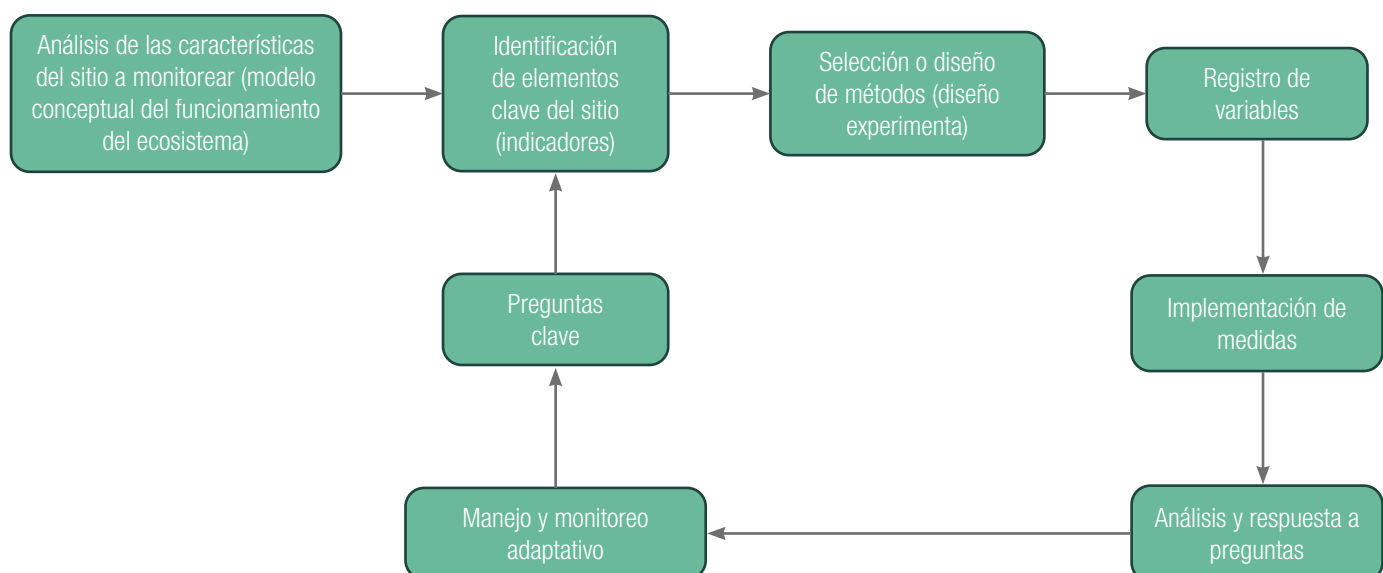 Análisis de las características
del sitio a monitorear (modelo
conceptual del funcionamiento
del ecosistema)
Identificación
de elementos
clave del sitio
(indicadores)
Selección o diseño
de métodos (diseño
experimenta)
Registro de
variables
Preguntas
clave
Implementación de
medidas
Manejo y monitoreo
adaptativo
Análisis y respuesta a
preguntas